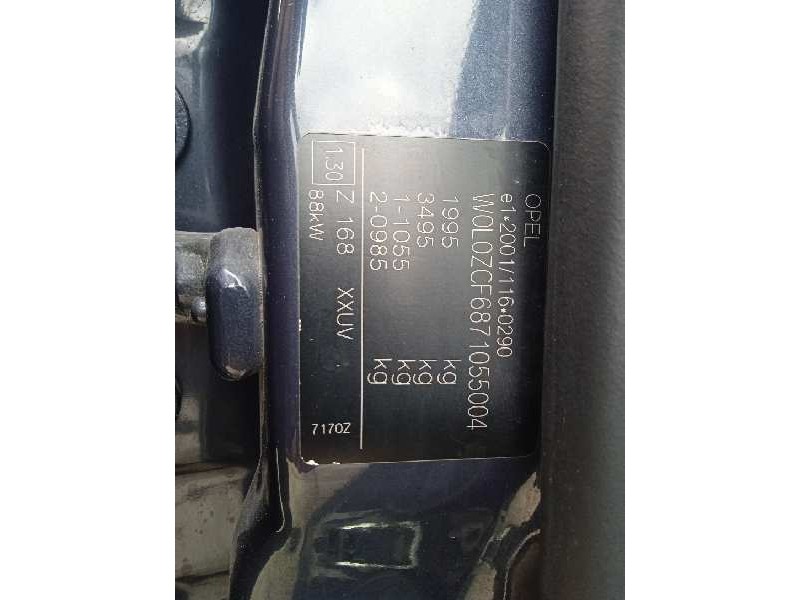 OPEL
e1*2001/116*0290
W0L0ZCF6871055004
1995 kg
3495 kg
1-1055 kg
2-0985 kg
1.30 Z 168 XXUV
88kW 7170Z